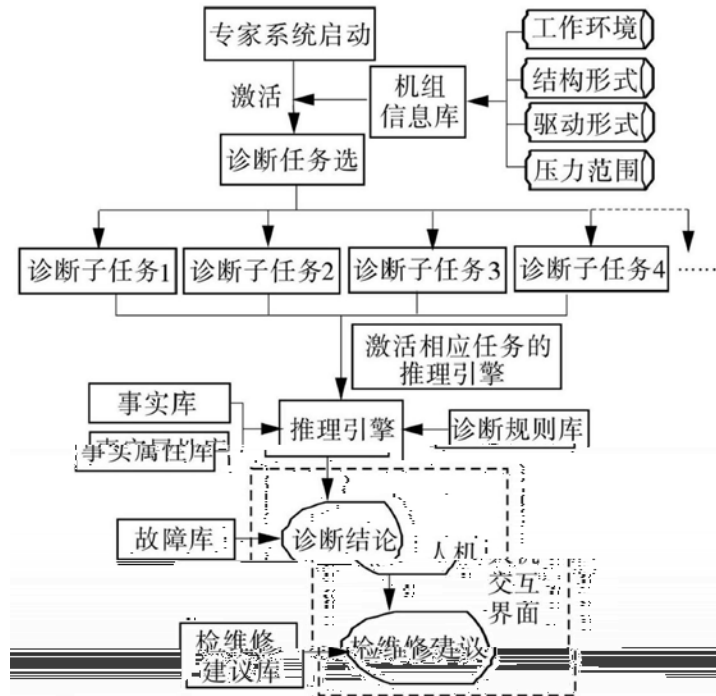 专家系统启动
工作环境
激活
机组
信息库
结构形式
驱动形式
诊断任务选
压力范围
诊断子任务1
诊断子任务2
诊断子任务3
诊断子任务4
……
激活相应任务的
推理引擎
事实库
推理引擎
诊断规则库
事实属性库
故障库
诊断结论
人机
交互
界面
检维修
建议库
检维修建议